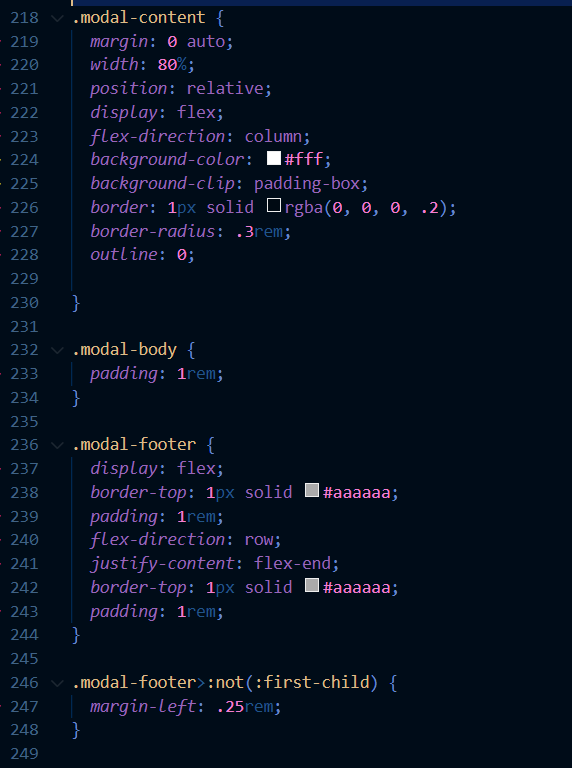 218 .modal-content {
219 margin: 0 auto;
220 width: 80%;
221 position: relative;
222 display: flex;
223 flex-direction: column;
224 background-color: #fff;
225 background-clip: padding-box;
226 border: 1px solid rgba(0, 0, 0, .2);
227 border-radius: .3rem;
228 outline: 0;
229
230 }
231
232 .modal-body {
233 padding: 1rem;
234 }
235
236 .modal-footer {
237 display: flex;
238 border-top: 1px solid #aaaaaa;
239 padding: 1rem;
240 flex-direction: row;
241 justify-content: flex-end;
242 border-top: 1px solid #aaaaaa;
243 padding: 1rem;
244 }
245
246 .modal-footer>:not(:first-child) {
247 margin-left: .25rem;
248 }
249